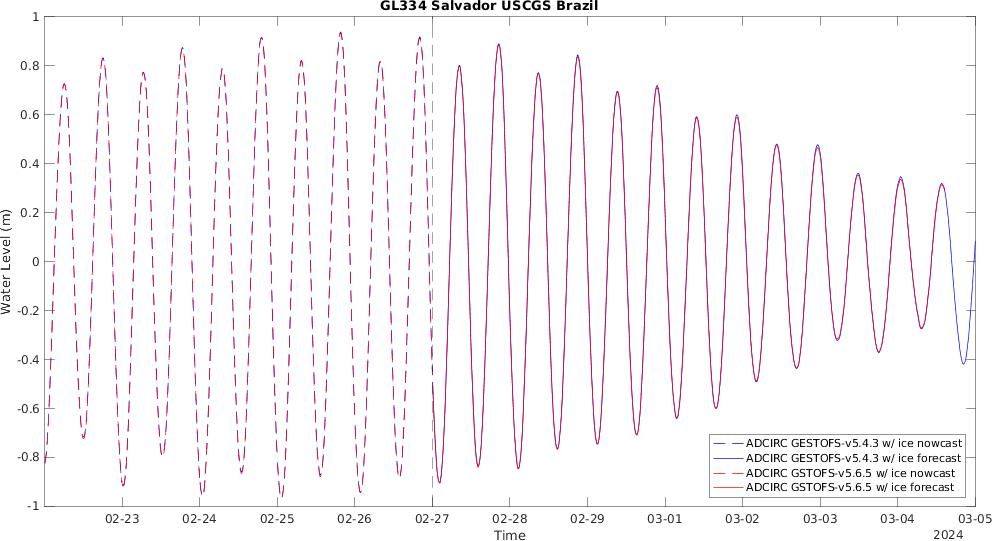 GL334 Salvador USCGS Brazil
Water Level (m)
1
0.8
0.6
0.4
0.2
0
-0.2
-0.4
-0.6
-0.8
-1
ADCIRC GESTOFS-v5.4.3 w/ ice nowcast
ADCIRC GESTOFS-v5.4.3 w/ ice forecast
ADCIRC GSTOFS-v5.6.5 w/ ice nowcast
ADCIRC GSTOFS-v5.6.5 w/ ice forecast
02-23 02-24 02-25 02-26 02-27 02-28 02-29 03-01 03-02 03-03 03-04 03-05
Time
2024